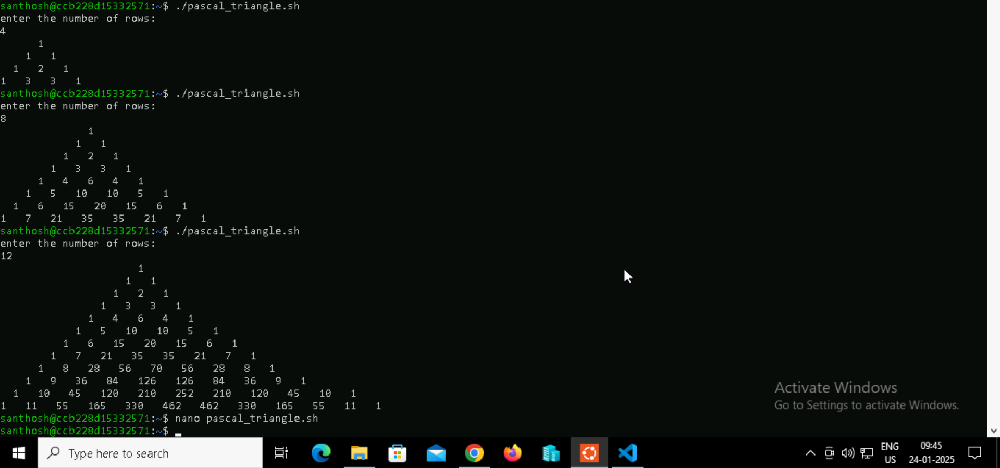 santhosh@ccb228d15332571:~$ ./pascal_triangle.sh
enter the number of rows:
4
      1
    1   1
  1   2   1
1   3   3   1
santhosh@ccb228d15332571:~$ ./pascal_triangle.sh
enter the number of rows:
8
              1
            1   1
          1   2   1
        1   3   3   1
      1   4   6   4   1
    1   5   10   10   5   1
  1   6   15   20   15   6   1
1   7   21   35   35   21   7   1
santhosh@ccb228d15332571:~$ ./pascal_triangle.sh
enter the number of rows:
12
                      1
                    1   1
                  1   2   1
                1   3   3   1
              1   4   6   4   1
            1   5   10   10   5   1
          1   6   15   20   15   6   1
        1   7   21   35   35   21   7   1
      1   8   28   56   70   56   28   8   1
    1   9   36   84   126   126   84   36   9   1
  1   10   45   120   210   252   210   120   45   10   1
1   11   55   165   330   462   462   330   165   55   11   1
santhosh@ccb228d15332571:~$ nano pascal_triangle.sh
santhosh@ccb228d15332571:~$
Activate Windows
Go to Settings to activate Windows.
Type here to search
ENG
US
09:45
24-01-2025